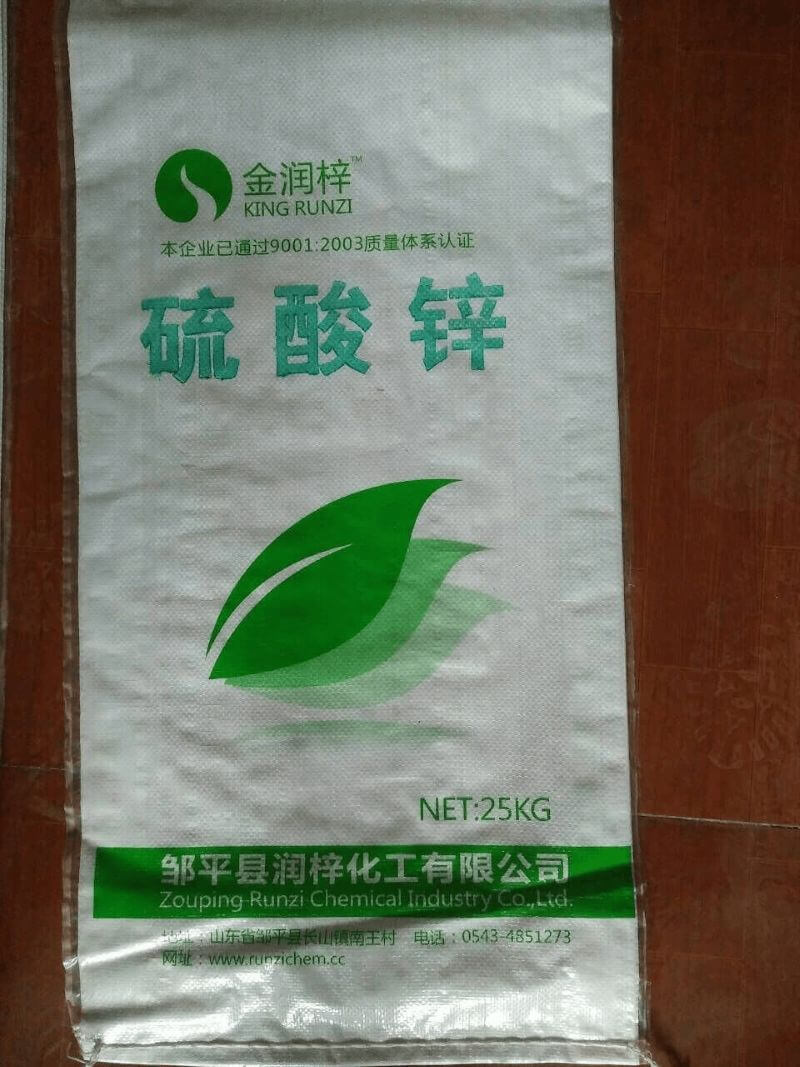 金润梓™
KING RUNZI
本企业已通过9001:2003质量体系认证
硫酸锌
NET:25KG
邹平县润梓化工有限公司
Zouping Runzi Chemical Industry Co.,Ltd.
地址：山东省邹平县长山镇南王村 电话：0543-4851273
网址：www.runzichem.cc